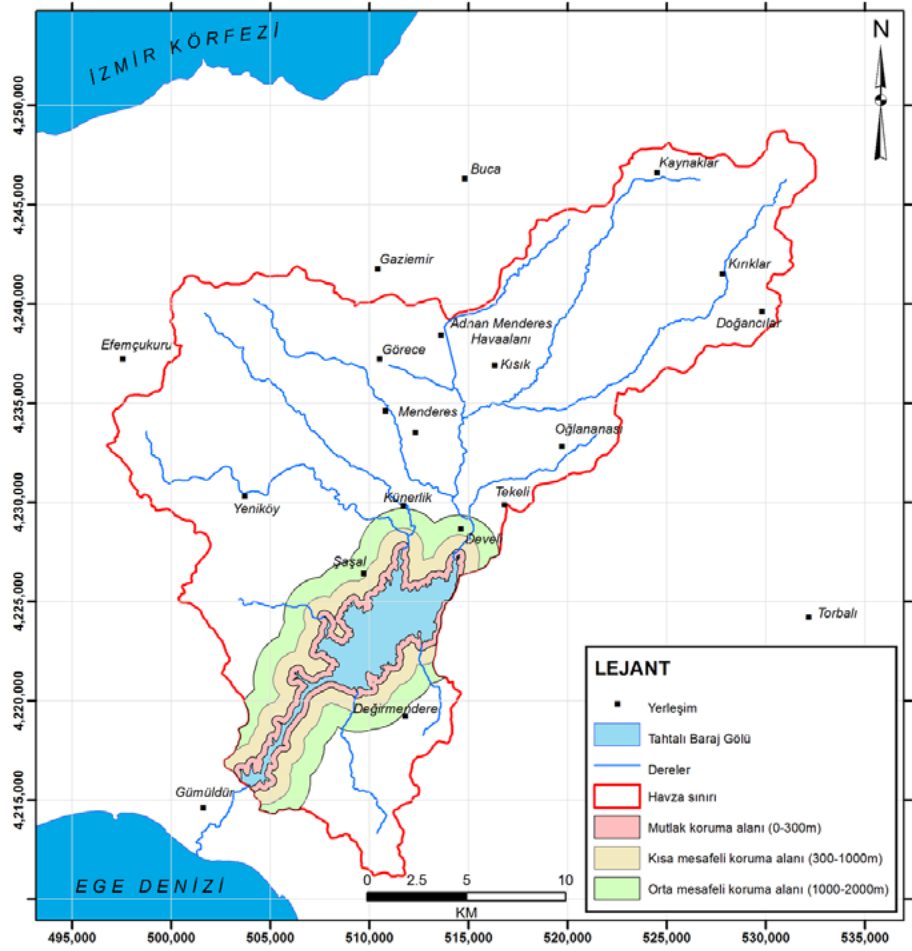 İZMİR KÖRFEZİ
N
4,250,000
4,245,000
4,240,000
4,235,000
4,230,000
4,225,000
4,220,000
4,215,000
Buca
Kaynaklar
Gaziemir
Kırıklar
Doğancılar
Adnan Menderes
Havaalanı
Efemçukuru
Görece
Kısık
Menderes
Oğlananası
Yeniköy
Künerlik
Tekeli
Develi
Şaşal
Torbalı
Değirmendere
Gümüldür
EGE DENİZİ
LEJANT
Yerleşim
Tahtalı Baraj Gölü
Dereler
Havza sınırı
Mutlak koruma alanı (0-300m)
Kısa mesafeli koruma alanı (300-1000m)
Orta mesafeli koruma alanı (1000-2000m)
0 2.5 5 10
KM
495,000 500,000 505,000 510,000 515,000 520,000 525,000 530,000 535,000